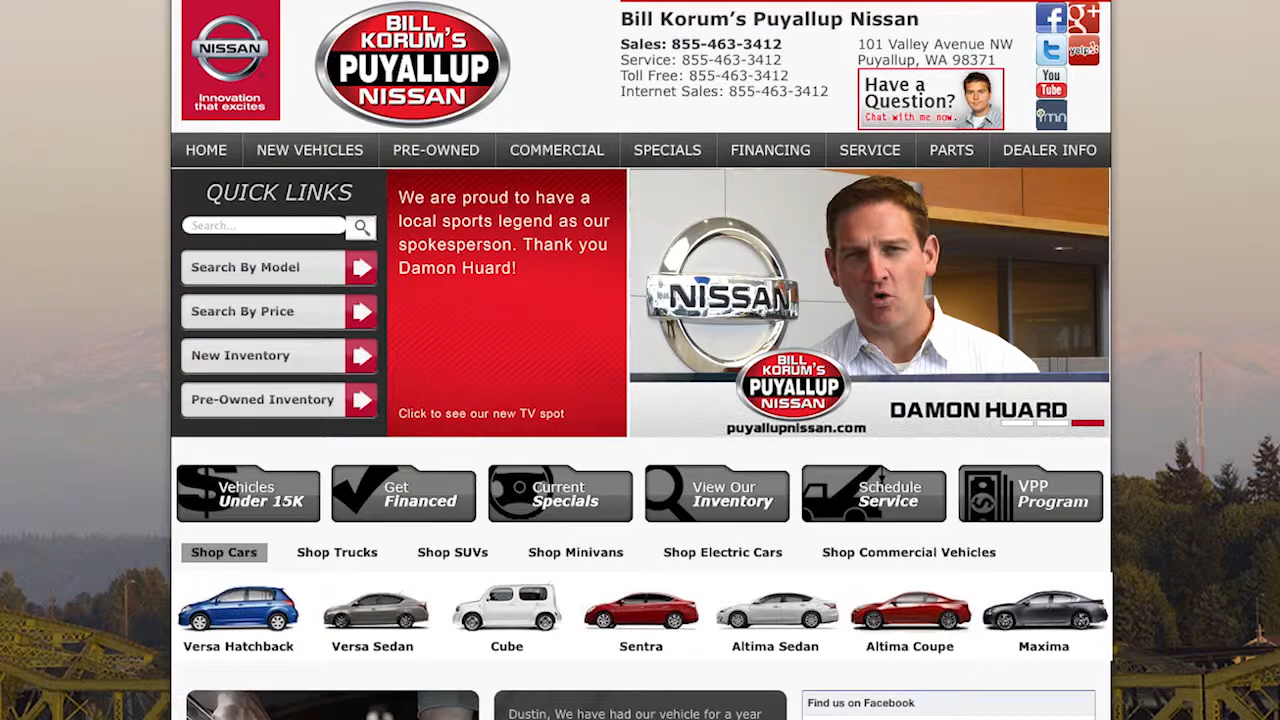 NISSAN
Innovation
that excites
BILL
KORUM'S
PUYALLUP
NISSAN
Bill Korum's Puyallup Nissan
Sales: 855-463-3412
Service: 855-463-3412
Toll Free: 855-463-3412
Internet Sales: 855-463-3412
101 Valley Avenue NW
Puyallup, WA 98371
Have a
Question?
Chat with me now.
f
g+
t
yelp
You
Tube
HOME
NEW VEHICLES
PRE-OWNED
COMMERCIAL
SPECIALS
FINANCING
SERVICE
PARTS
DEALER INFO
QUICK LINKS
Search...
Search By Model
Search By Price
New Inventory
Pre-Owned Inventory
We are proud to have a
local sports legend as our
spokesperson. Thank you
Damon Huard!
Click to see our new TV spot
NISSAN
BILL
KORUM'S
PUYALLUP
NISSAN
puyallupnissan.com
DAMON HUARD
Vehicles
Under 15K
Get
Financed
Current
Specials
View Our
Inventory
Schedule
Service
VPP
Program
Shop Cars
Shop Trucks
Shop SUVs
Shop Minivans
Shop Electric Cars
Shop Commercial Vehicles
Versa Hatchback
Versa Sedan
Cube
Sentra
Altima Sedan
Altima Coupe
Maxima
Dustin, We have had our vehicle for a year
Find us on Facebook